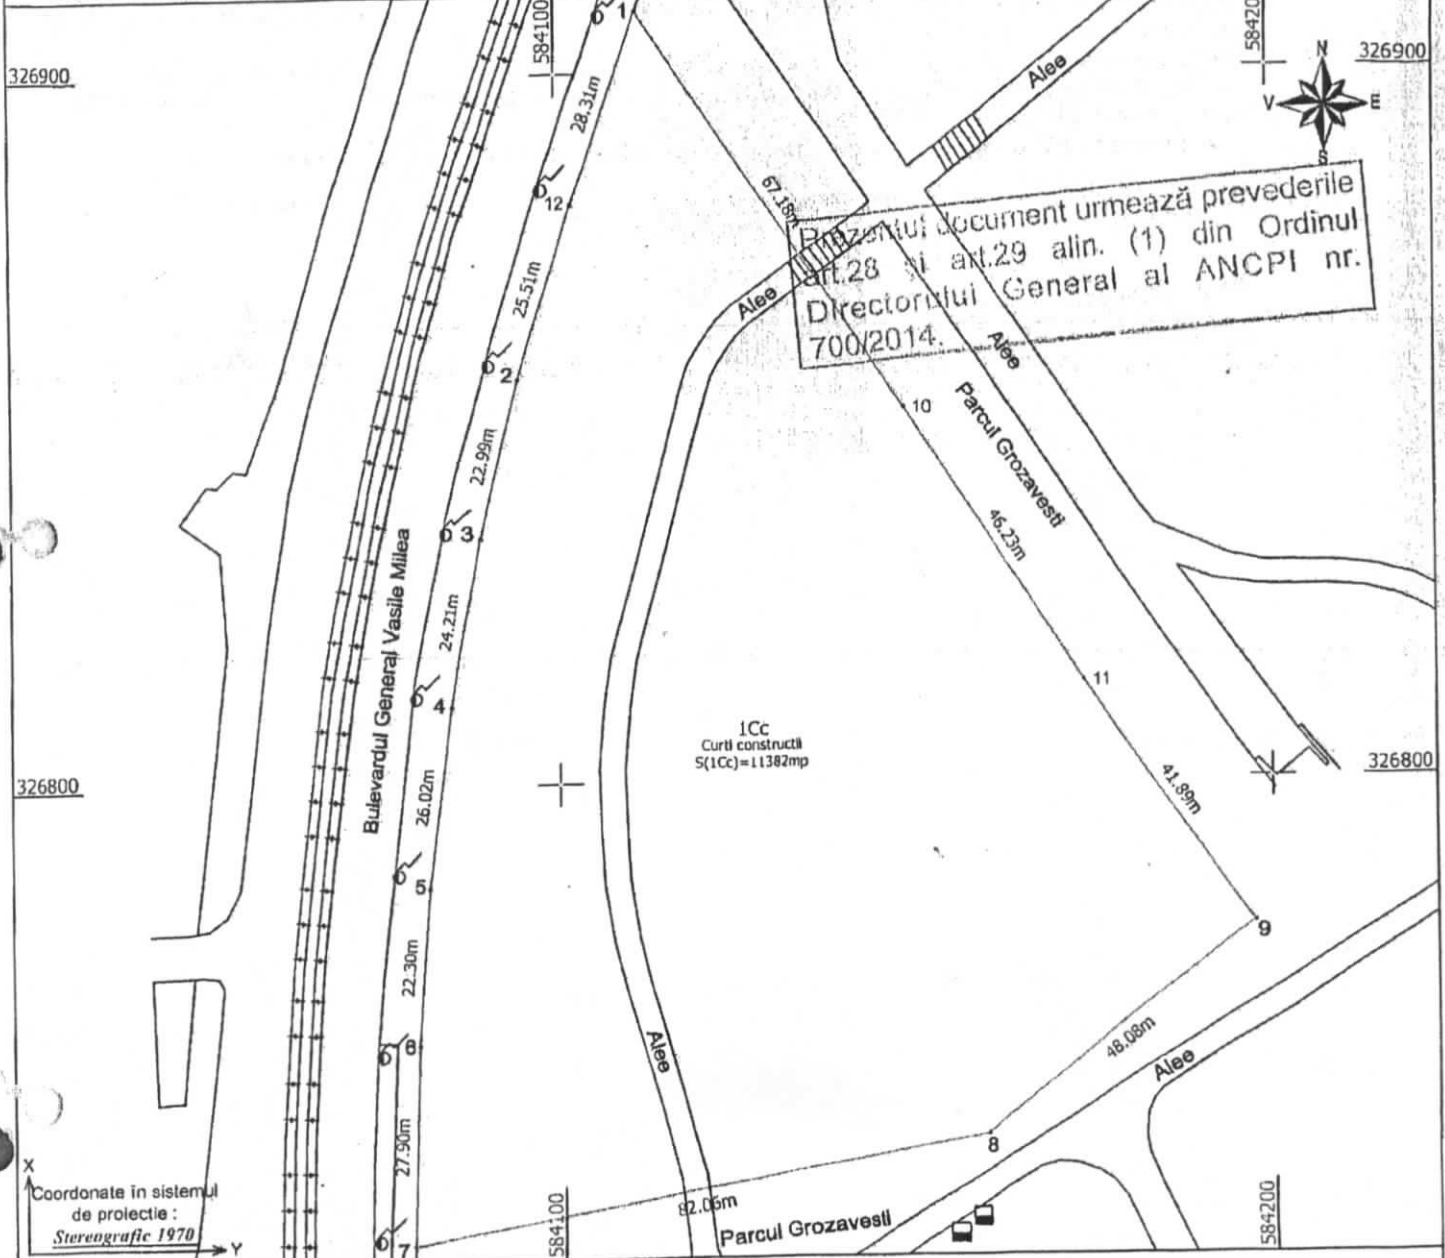 584100
1
584200
326900
N
326900
V
E
S
Alee
28.31m
12
67.18m
Prezentul document urmează prevederile
art.28 și art.29 alin. (1) din Ordinul
Directorului General al ANCPI nr.
700/2014.
25.51m
Alee
Alee
2
10
Parcul Grozavesti
22.99m
3
46.23m
Bulevardul General Vasile Milea
24.21m
11
4
1Cc
Curti constructii
S(1Cc)=11382mp
326800
326800
26.02m
41.89m
5
9
22.30m
6
Alee
48.08m
Alee
27.90m
8
X
Coordonate în sistemul
de proiectie :
Stereografic 1970
Y
7
584100
82.06m
Parcul Grozavesti
584200